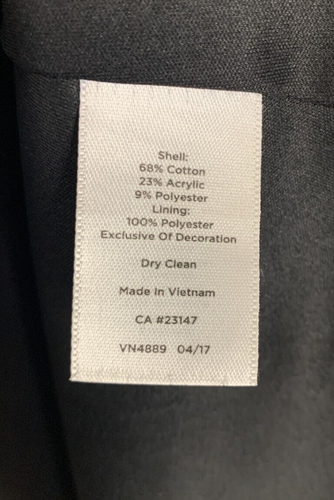 Shell:
68% Cotton
23% Acrylic
9% Polyester
Lining:
100% Polyester
Exclusive Of Decoration
Dry Clean
Made In Vietnam
CA #23147
VN4889 04/17